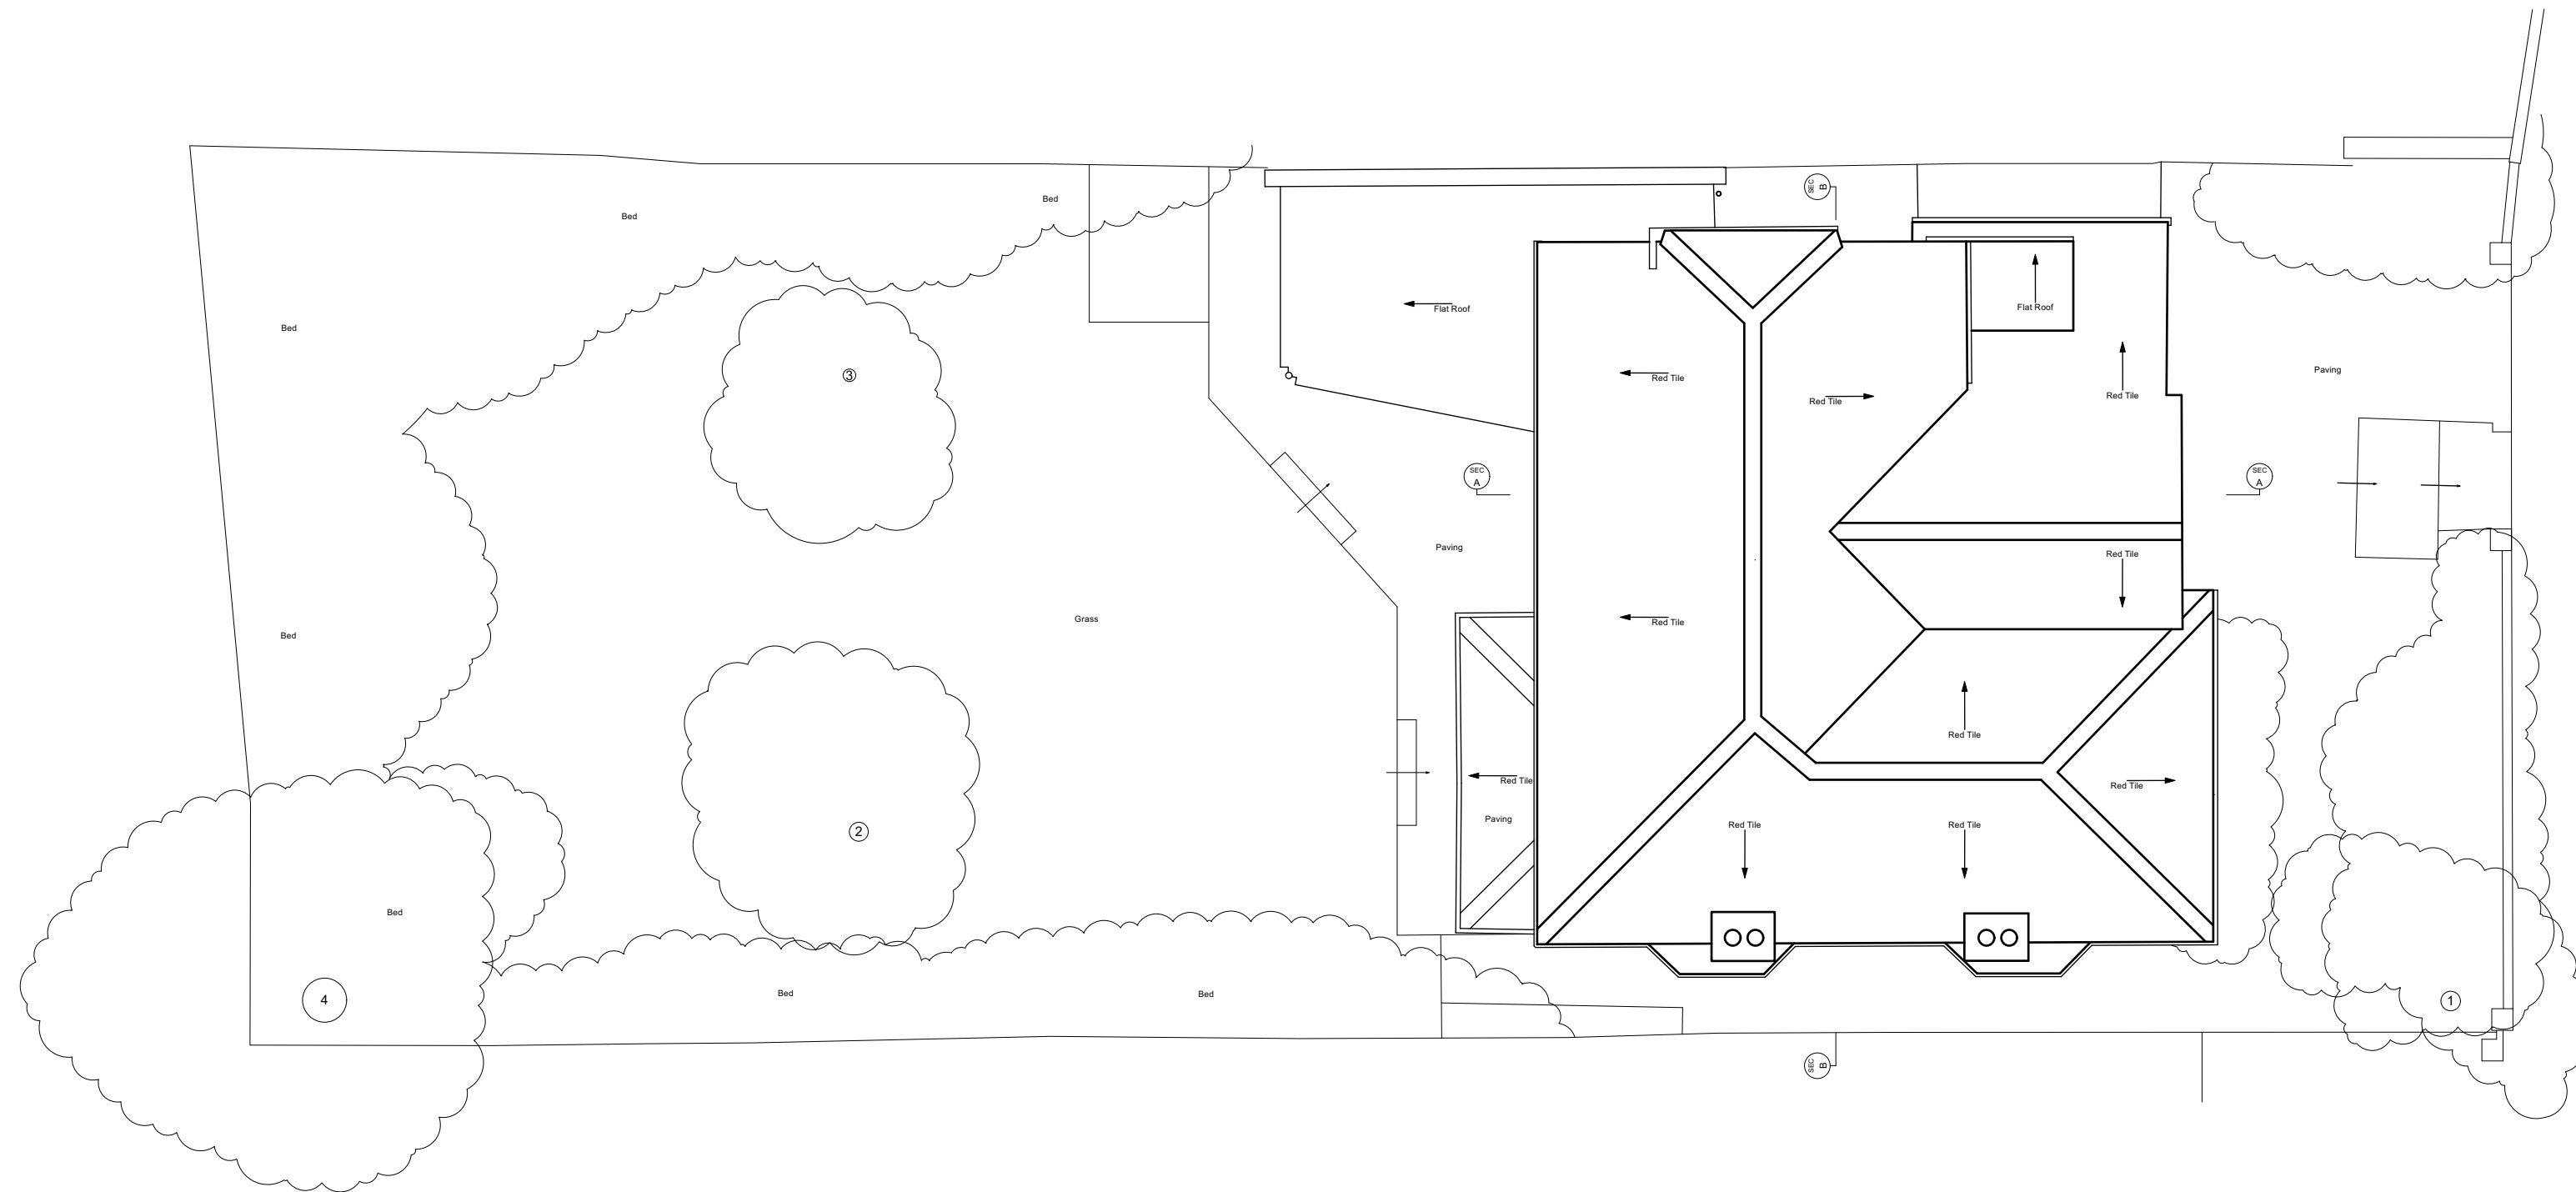 SEC
B
Bed
Bed
Bed
Flat Roof
Flat Roof
Paving
3
Red Tile
Red Tile
Red Tile
SEC
A
SEC
A
Paving
Red Tile
Grass
Red Tile
Bed
Red Tile
Red Tile
Red Tile
Paving
Red Tile
Red Tile
2
Bed
Bed
Bed
4
1
SEC
B